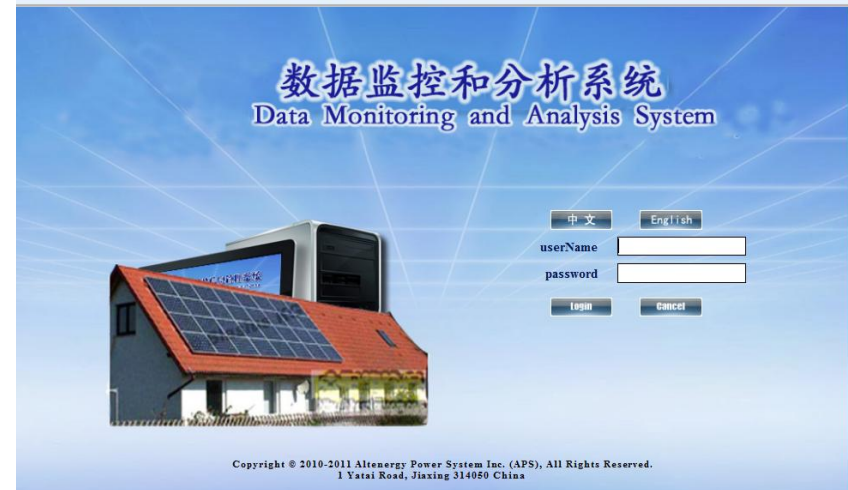 数据监控和分析系统
Data Monitoring and Analysis System
中文 English
userName
password
login Cancel
Copyright © 2010-2011 Altenergy Power System Inc. (APS), All Rights Reserved.
1 Yatai Road, Jiaxing 314050 China